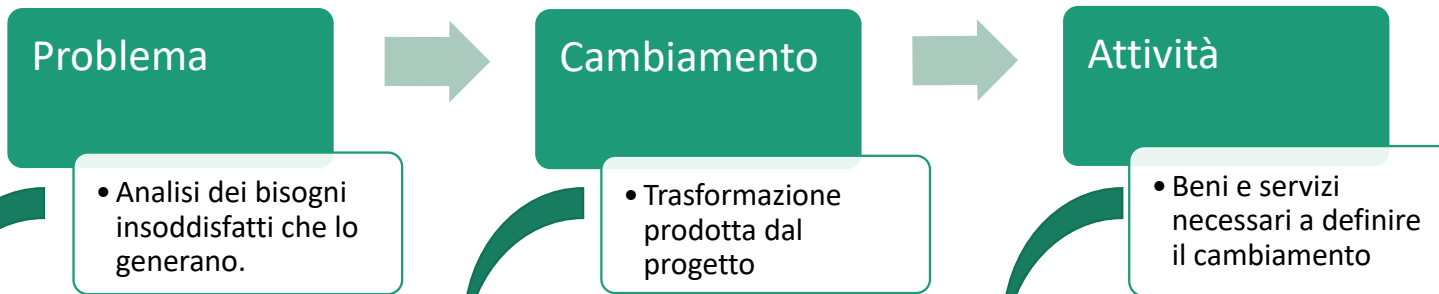 Problema
Cambiamento
Attività
• Analisi dei bisogni
insoddisfatti che lo
generano.
• Trasformazione
prodotta dal
progetto
• Beni e servizi
necessari a definire
il cambiamento